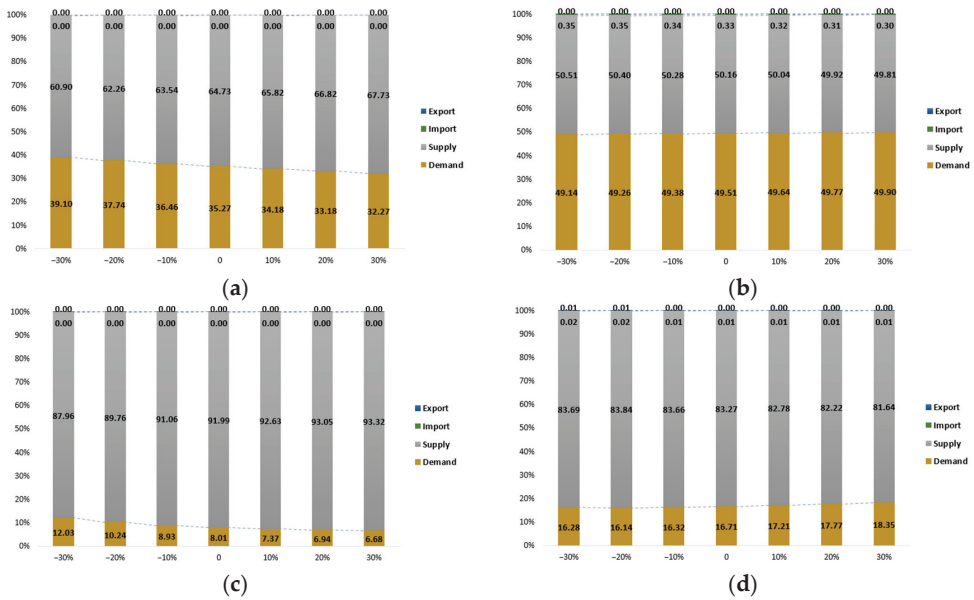 0.00 0.00 0.00 0.00 0.00 0.00 0.00
100%
0.00 0.00 0.00 0.00 0.00 0.00 0.00
90%
80%
70%
60.90 62.26 63.54 64.73 65.82 66.82 67.73
60%
50%
40%
30%
39.10 37.74 36.46 35.27 34.18 33.18 32.27
20%
10%
0%
−30% −20% −10% 0 10% 20% 30%
Export
Import
Supply
Demand
(a)
0.00 0.00 0.00 0.00 0.00 0.00 0.00
100%
0.35 0.35 0.34 0.33 0.32 0.31 0.30
90%
80%
70%
50.51 50.40 50.28 50.16 50.04 49.92 49.81
60%
50%
40%
30%
49.14 49.26 49.38 49.51 49.64 49.77 49.90
20%
10%
0%
−30% −20% −10% 0 10% 20% 30%
Export
Import
Supply
Demand
(b)
0.00 0.00 0.00 0.00 0.00 0.00 0.00
100%
0.00 0.00 0.00 0.00 0.00 0.00 0.00
90%
80%
70%
60%
87.96 89.76 91.06 91.99 92.63 93.05 93.32
50%
40%
30%
20%
10%
12.03 10.24 8.93 8.01 7.37 6.94 6.68
0%
−30% −20% −10% 0 10% 20% 30%
Export
Import
Supply
Demand
(c)
0.01 0.01 0.00 0.00 0.00 0.00 0.00
100%
0.02 0.02 0.01 0.01 0.01 0.01 0.01
90%
80%
70%
60%
83.69 83.84 83.66 83.27 82.78 82.22 81.64
50%
40%
30%
20%
10%
16.28 16.14 16.32 16.71 17.21 17.77 18.35
0%
−30% −20% −10% 0 10% 20% 30%
Export
Import
Supply
Demand
(d)